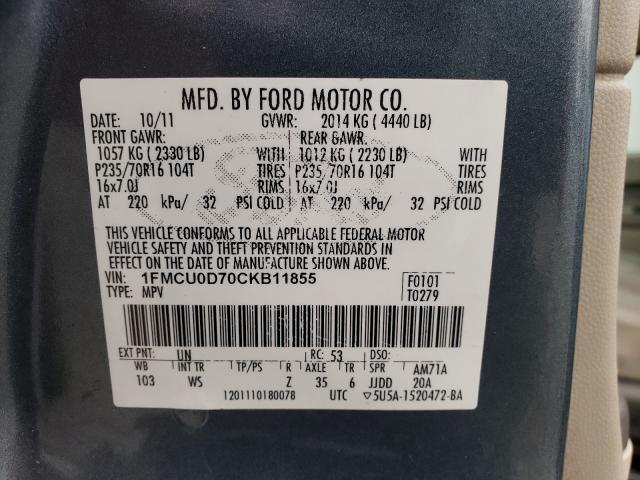 MFD. BY FORD MOTOR CO.
DATE: 10/11 GVWR: 2014 KG ( 4440 LB)
FRONT GAWR: REAR GAWR:
1057 KG ( 2330 LB) WITH 1012 KG ( 2230 LB) WITH
P235/70R16 104T TIRES P235/70R16 104T TIRES
16x7.0J RIMS 16x7.0J RIMS
AT 220 kPa/ 32 PSI COLD AT 220 kPa/ 32 PSI COLD
THIS VEHICLE CONFORMS TO ALL APPLICABLE FEDERAL MOTOR
VEHICLE SAFETY AND THEFT PREVENTION STANDARDS IN
EFFECT ON THE DATE OF MANUFACTURE SHOWN ABOVE.
VIN: 1FMCU0D70CKB11855 F0101
TYPE: MPV T0279
EXT PNT: UN RC: 53 DSO:
WB INT TR TP/PS R AXLE TR SPR AM71A
103 WS Z 35 6 JJDD 20A
1201110180078 UTC ▽5U5A-1520472-BA